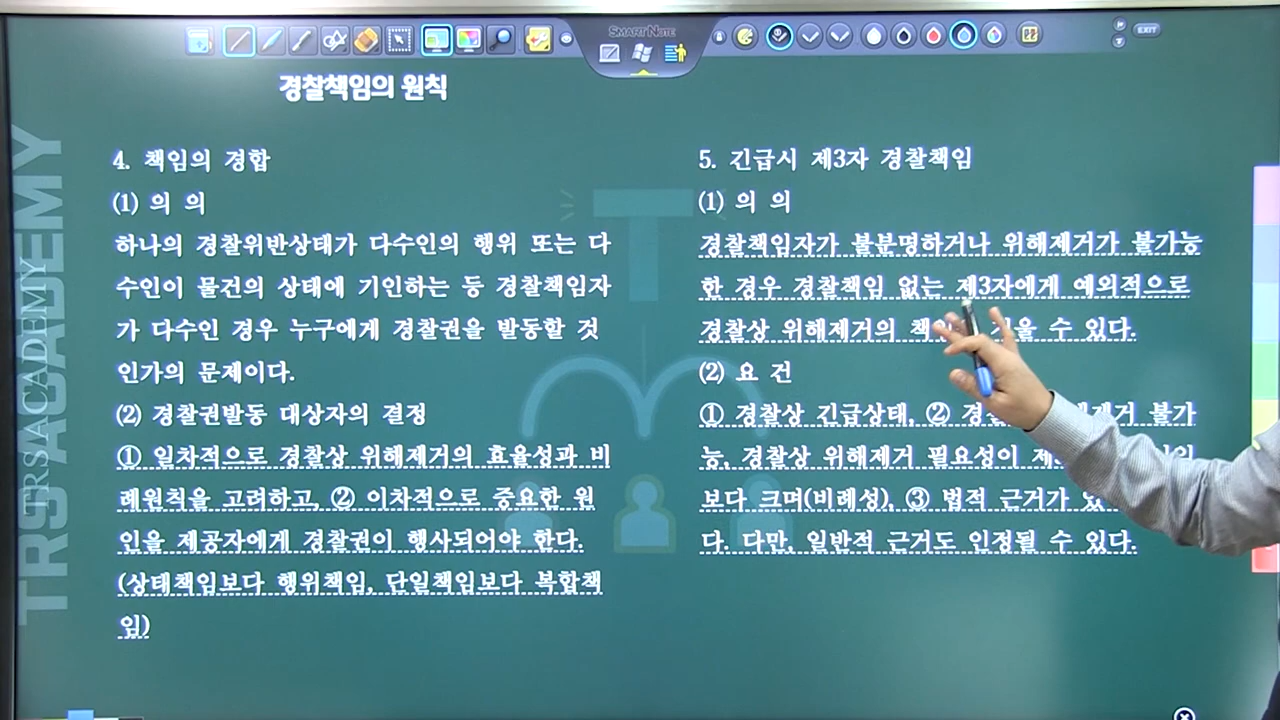 SMART NOTE
EXIT
경찰책임의 원칙
4. 책임의 경합
(1) 의 의
하나의 경찰위반상태가 다수인의 행위 또는 다
수인이 물건의 상태에 기인하는 등 경찰책임자
가 다수인 경우 누구에게 경찰권을 발동할 것
인가의 문제이다.
(2) 경찰권발동 대상자의 결정
① 일차적으로 경찰상 위해제거의 효율성과 비
례원칙을 고려하고, ② 이차적으로 중요한 원
인을 제공자에게 경찰권이 행사되어야 한다.
(상태책임보다 행위책임, 단일책임보다 복합책
임)
5. 긴급시 제3자 경찰책임
(1) 의 의
경찰책임자가 불분명하거나 위해제거가 불가능
한 경우 경찰책임 없는 제3자에게 예외적으로
경찰상 위해제거의 수 있다.
(2) 요 건
① 경찰상 긴급상태, ② 불가
능, 경찰상 위해제거 필요성이
보다 크며(비례성), ③ 법적 근거가
다. 다만, 일반적 근거도 인정될 수 있다.
TRS ACADEMY
TRS ACADEMY